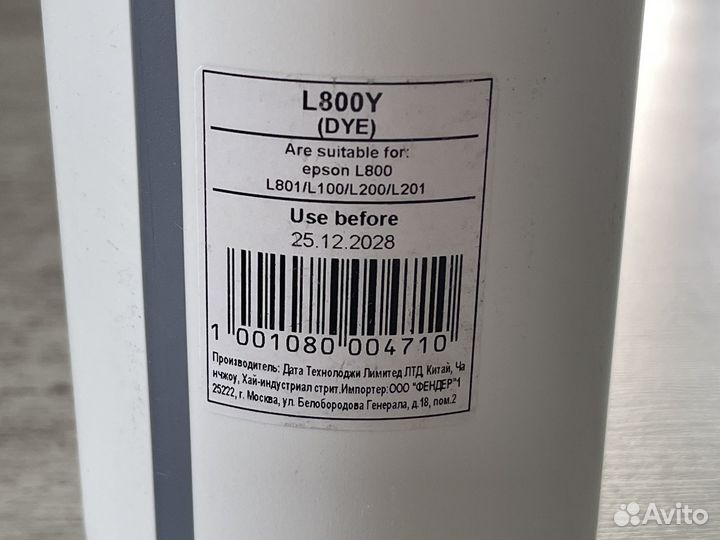 L800Y
(DYE)
Are suitable for:
epson L800
L801/L100/L200/L201
Use before
25.12.2028
1 001080 004710
Производитель: Дата Технолоджи Лимитед ЛТД, Китай, Ча
нчжоу, Хай-индустриал стрит.Импортер:ООО "ФЕНДЕР"1
25222, г. Москва, ул. Белобородова Генерала, д.18, пом.2
Avito